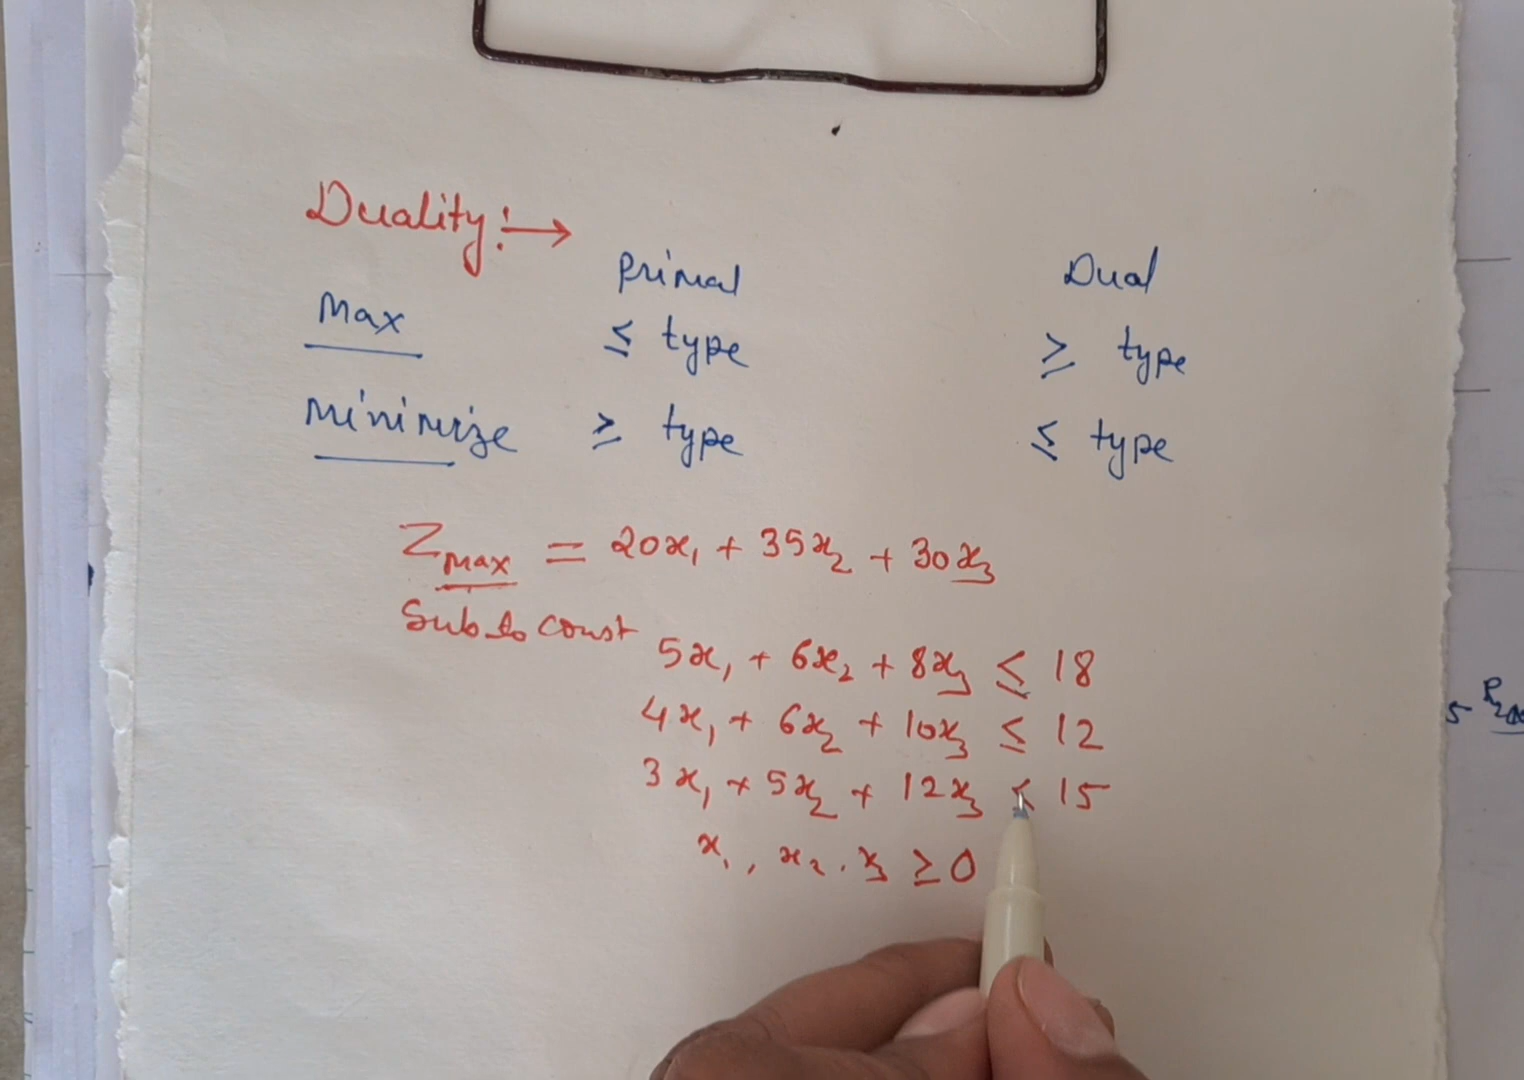 Duality:→
Primal Dual
Max ≤ type ≥ type
Minimize ≥ type ≤ type
Zmax = 20x₁ + 35x₂ + 30x₃
Sub to const
5x₁ + 6x₂ + 8x₃ ≤ 18
4x₁ + 6x₂ + 10x₃ ≤ 12
3x₁ + 5x₂ + 12x₃ ≤ 15
x₁, x₂. x₃ ≥ 0